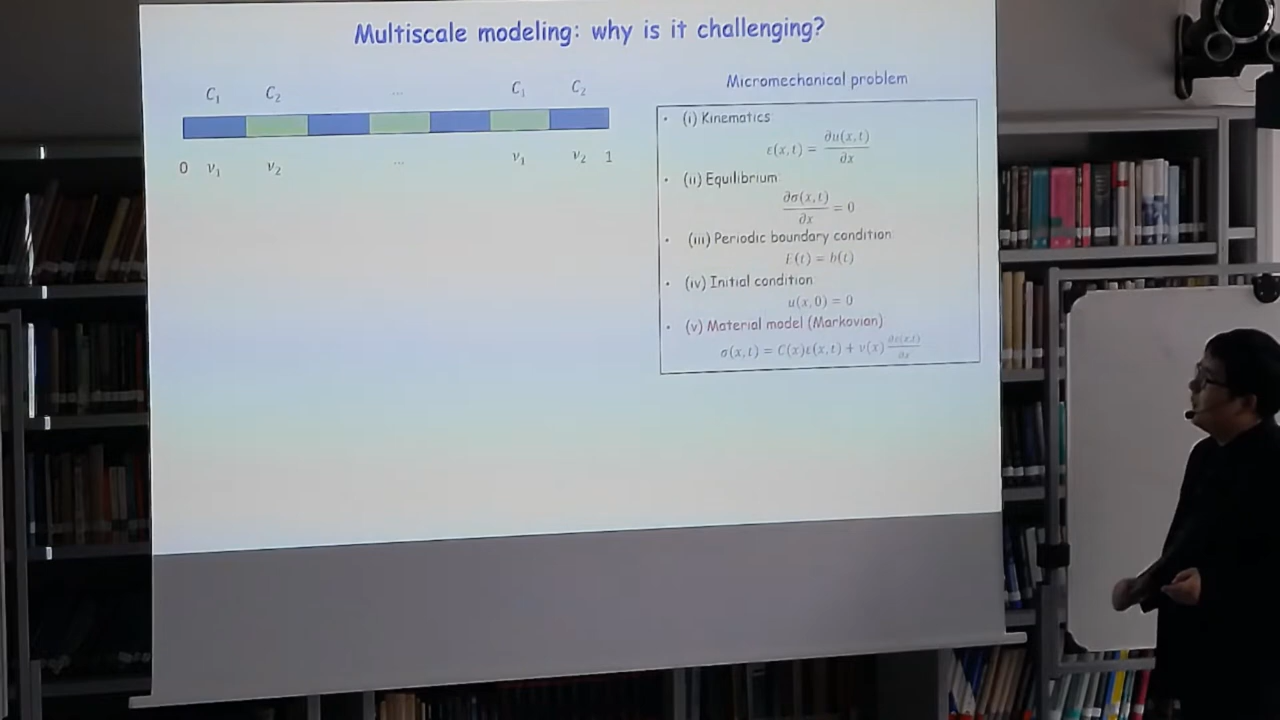 Multiscale modeling: why is it challenging?
C₁ C₂ ... C₁ C₂
0 ν₁ ν₂ ... ν₁ ν₂ 1
Micromechanical problem
• (i) Kinematics
ε(x,t) = ∂u(x,t)/∂x
• (ii) Equilibrium
∂σ(x,t)/∂x = 0
• (iii) Periodic boundary condition
(t) = h(t)
• (iv) Initial condition
u(x,0) = 0
• (v) Material model (Markovian)
σ(x,t) = C(x)ε(x,t) + ν(x)